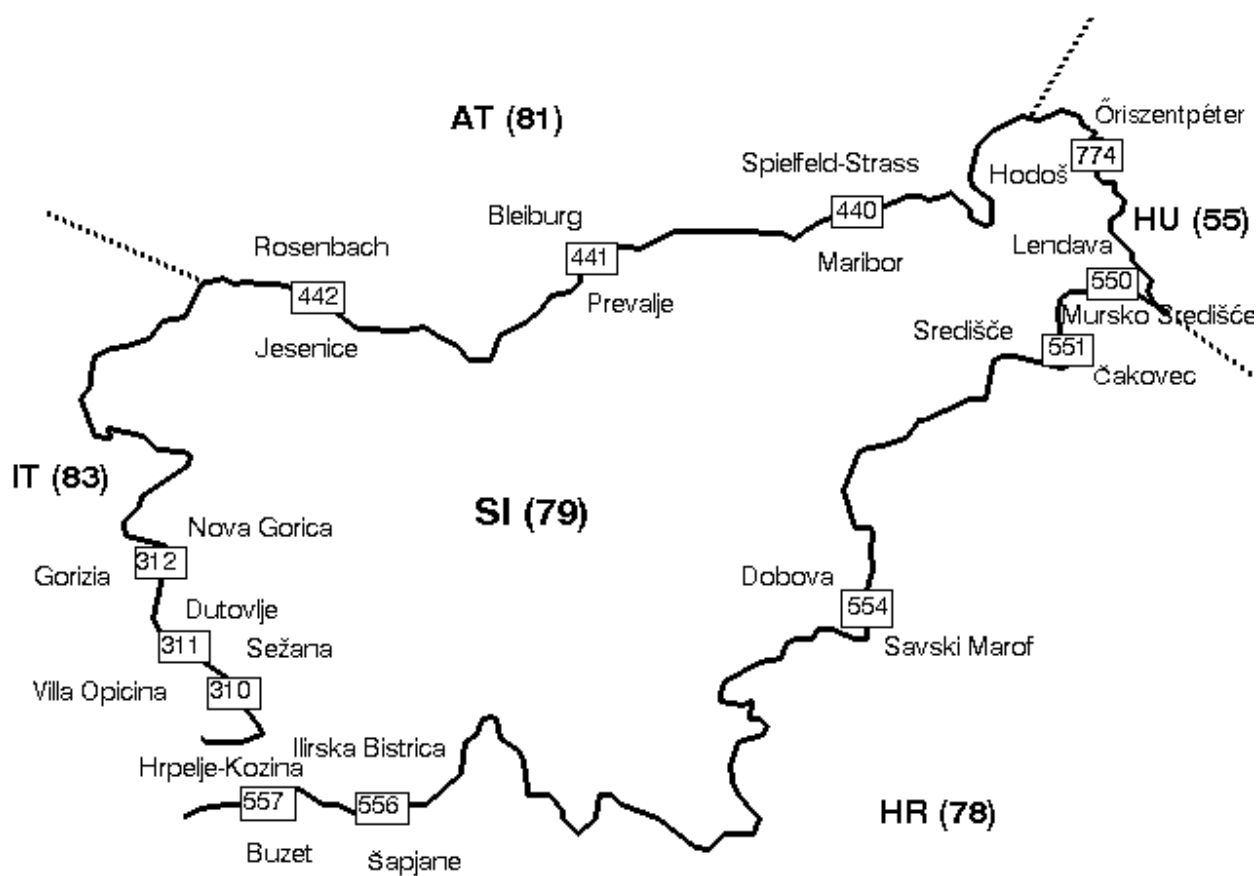 AT (81)
Őriszentpéter
774
Hodoš
Spielfeld-Strass
440
Maribor
HU (55)
Bleiburg
441
Prevalje
Rosenbach
442
Jesenice
Lendava
550
Mursko Središće
Središče
551
Čakovec
IT (83)
SI (79)
Nova Gorica
312
Gorizia
Dutovlje
311
Sežana
Villa Opicina
310
Dobova
554
Savski Marof
Ilirska Bistrica
Hrpelje-Kozina
557
556
Buzet
Šapjane
HR (78)